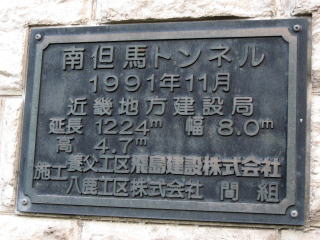 南但馬トンネル
1991年11月
近畿地方建設局
延長 1224m 幅 8.0m
高 4.7m
施工 養父工区 飛島建設株式会社
八鹿工区 株式会社 間組